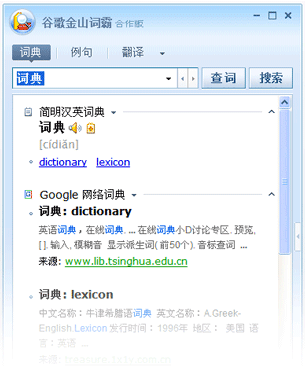 谷歌金山词霸 合作版
词典 例句 翻译
词典 查词 搜索
简明汉英词典
词典
[cídiǎn]
dictionary lexicon
Google 网络词典
词典: dictionary
英语词典，在线词典. ... 在线词典小D讨论专区. 预览,
[ ]. 输入, 模糊音 显示派生词( 前50个). 音标查词 ...
来源: www.lib.tsinghua.edu.cn
词典: lexicon
中文名称：牛津希腊语词典 英文名称：A.Greek-
English Lexicon 发行时间：1996年 地区： 美国 语
言：英语 ...